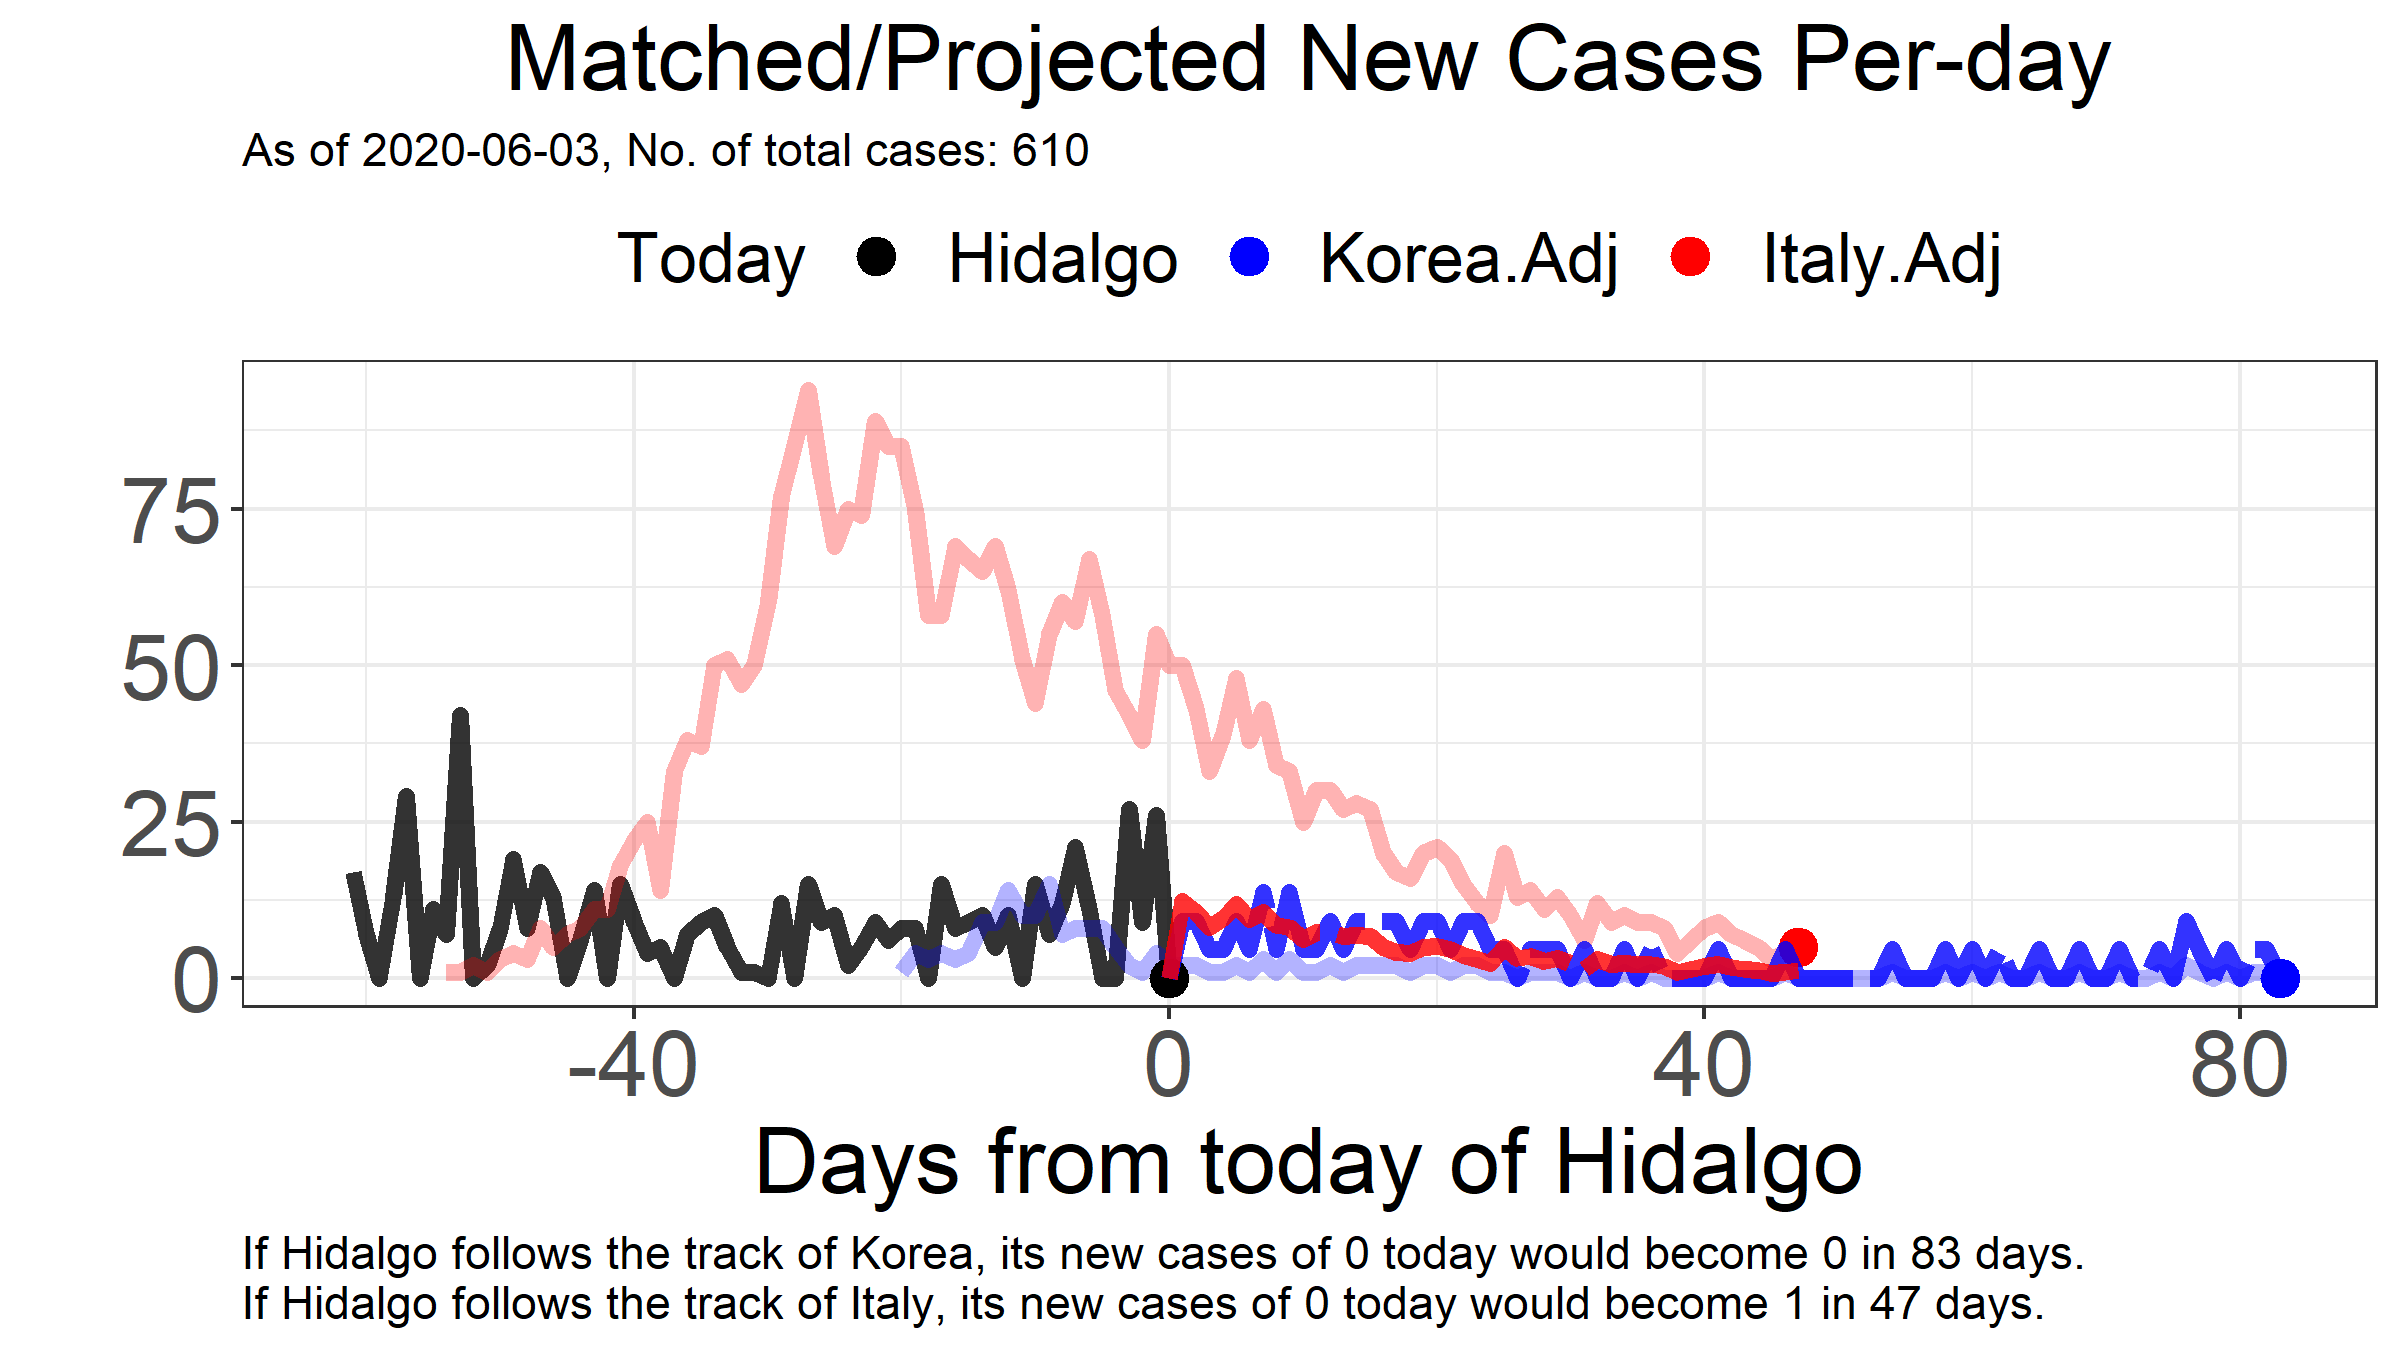 Matched/Projected New Cases Per-day
As of 2020-06-03, No. of total cases: 610
Today Hidalgo Korea.Adj Italy.Adj
75
50
25
0
-40 0 40 80
Days from today of Hidalgo
If Hidalgo follows the track of Korea, its new cases of 0 today would become 0 in 83 days.
If Hidalgo follows the track of Italy, its new cases of 0 today would become 1 in 47 days.